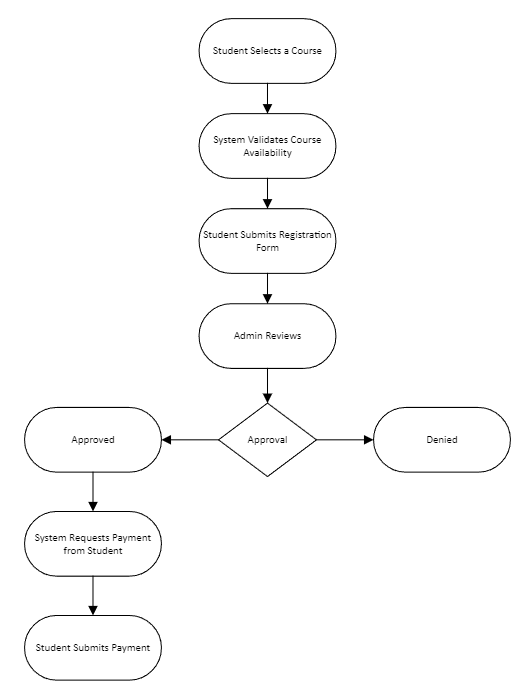 Student Selects a Course
System Validates Course
Availability
Student Submits Registration
Form
Admin Reviews
Approved
Approval
Denied
System Requests Payment
from Student
Student Submits Payment